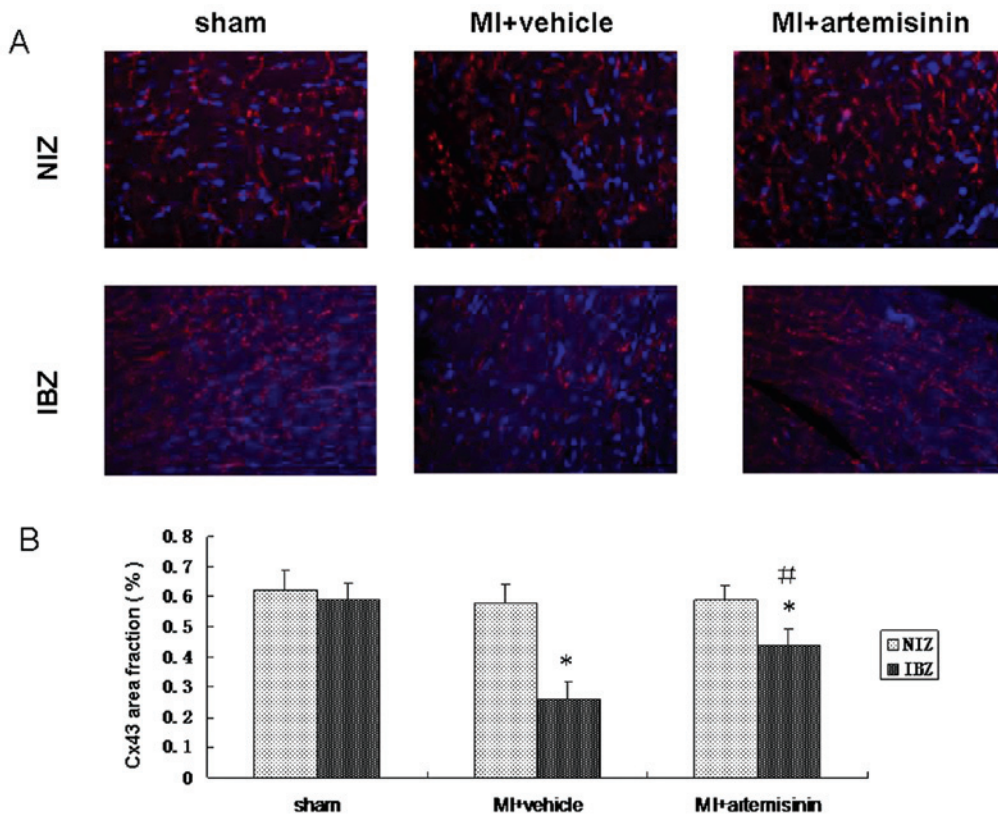 A
sham MI+vehicle MI+artemisinin
NIZ
IBZ
B
Cx43 area fraction (%)
0.8
0.7
0.6
0.5
0.4
0.3
0.2
0.1
0
*
#
*
sham MI+vehicle MI+artemisinin
NIZ
IBZ